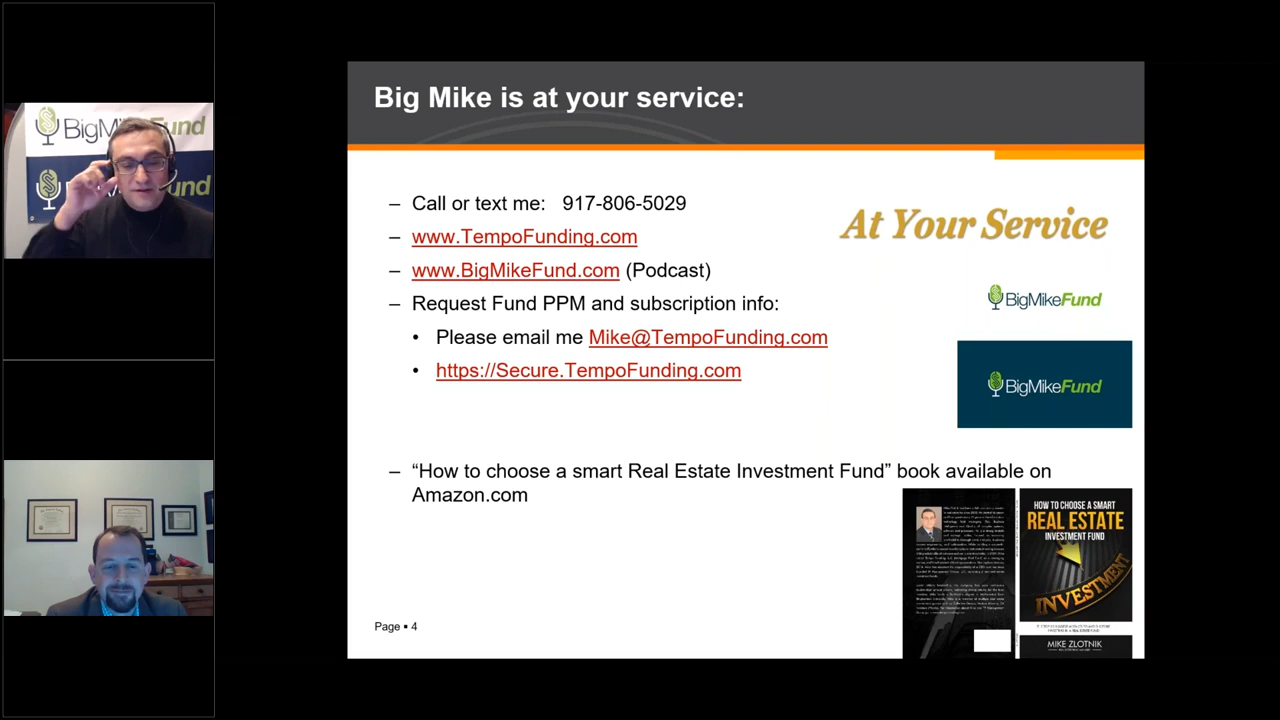 BigMikeFund
Big Mike is at your service:
– Call or text me: 917-806-5029
– www.TempoFunding.com
– www.BigMikeFund.com (Podcast)
– Request Fund PPM and subscription info:
• Please email me Mike@TempoFunding.com
• https://Secure.TempoFunding.com
At Your Service
BigMikeFund
BigMikeFund
– “How to choose a smart Real Estate Investment Fund” book available on
Amazon.com
HOW TO CHOOSE A SMART
REAL ESTATE
INVESTMENT FUND
INVESTMENT
MIKE ZLOTNIK
Page ▪ 4